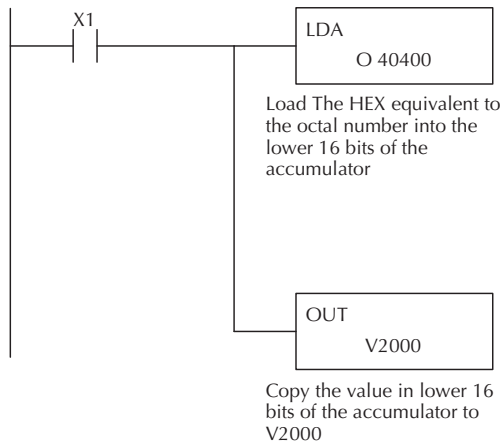 X1
LDA
O 40400
Load The HEX equivalent to
the octal number into the
lower 16 bits of the
accumulator
OUT
V2000
Copy the value in lower 16
bits of the accumulator to
V2000